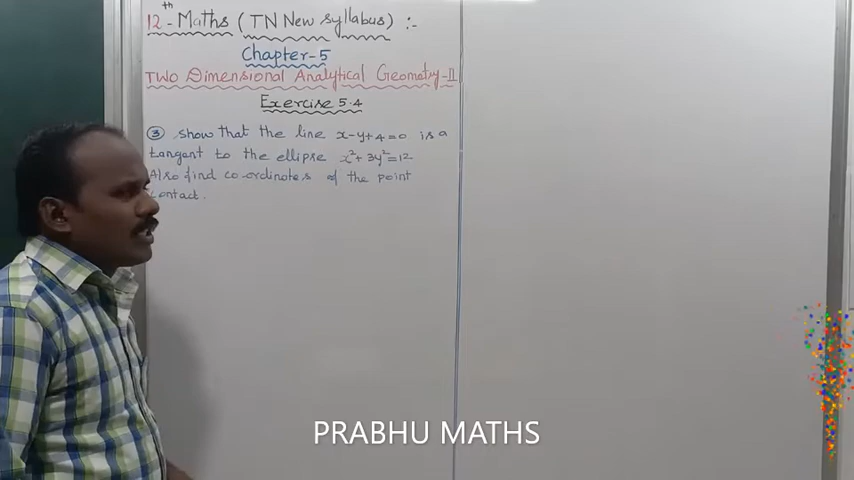 12th - Maths (TN New syllabus) :-
Chapter-5
Two Dimensional Analytical Geometry-II
Exercise 5.4
③ show that the line x-y+4=0 is a
tangent to the ellipse x²+3y²=12
Also find co-ordinates of the point
contact.
PRABHU MATHS